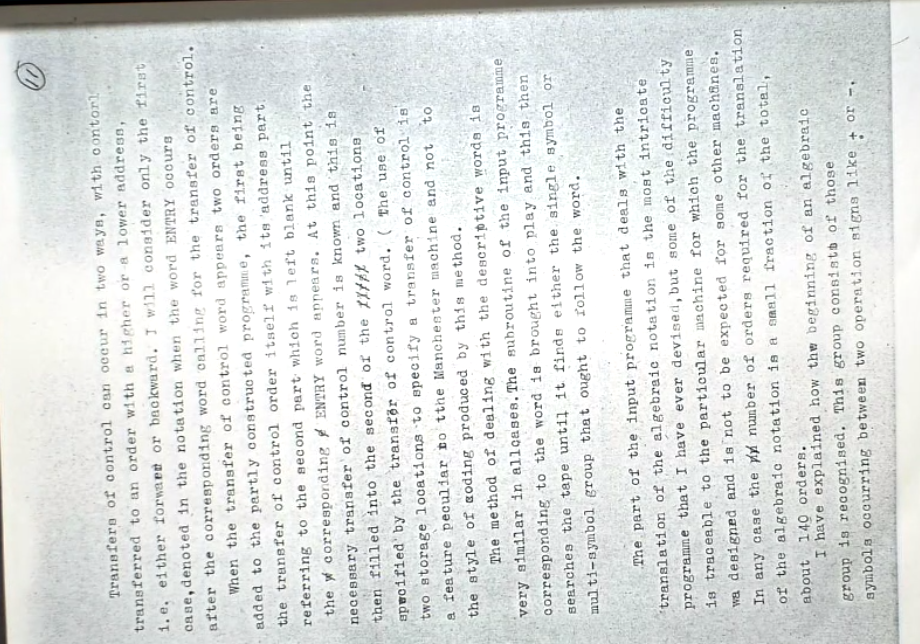 11
Transfers of control can occur in two ways, with contorl
transferred to an order with a higher or a lower address,
i.e. either forward or backward. I will consider only the first
case,denoted in the notation when the word ENTRY occurs
after the corresponding word calling for the transfer of control.
When the transfer of control word appears two orders are
added to the partly constructed programme, the first being
the transfer of control order itself with its address part
referring to the second part which is left blank until
the corresponding ENTRY word appears. At this point the
necessary transfer of control number is known and this is
then filled into the second of the two locations
specified by the transfer of control word. ( The use of
two storage locations to specify a transfer of control is
a feature peculiar to tthe Manchester machine and not to
the style of coding produced by this method.
The method of dealing with the descriptive words is
very similar in allcases.The subroutine of the input programme
corresponding to the word is brought into play and this then
searches the tape until it finds either the single symbol or
multi-symbol group that ought to follow the word.
The part of the input programme that deals with the
translation of the algebraic notation is the most intricate
programme that I have ever devised,but some of the difficulty
is traceable to the particular machine for which the programme
wa designed and is not to be expected for some other machines.
In any case the number of orders required for the translation
of the algebraic notation is a small fraction of the total,
about 140 orders.
I have explained how the beginning of an algebraic
group is recognised. This group consists of those
symbols occurring between two operation signs like + or -,